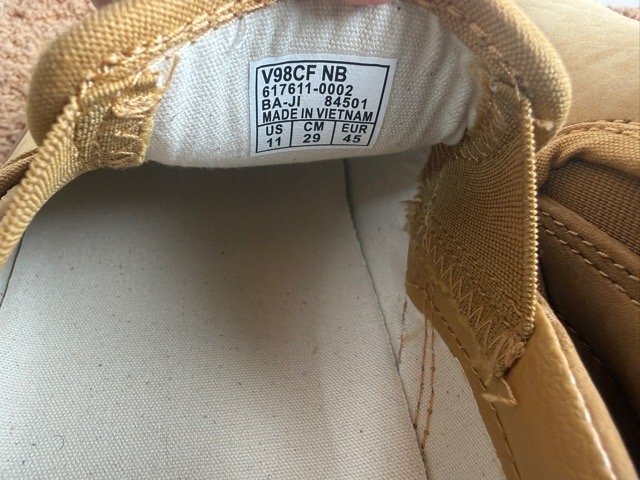 V98CF NB
617611-0002
BA-JI 84501
MADE IN VIETNAM
US CM EUR
11 29 45